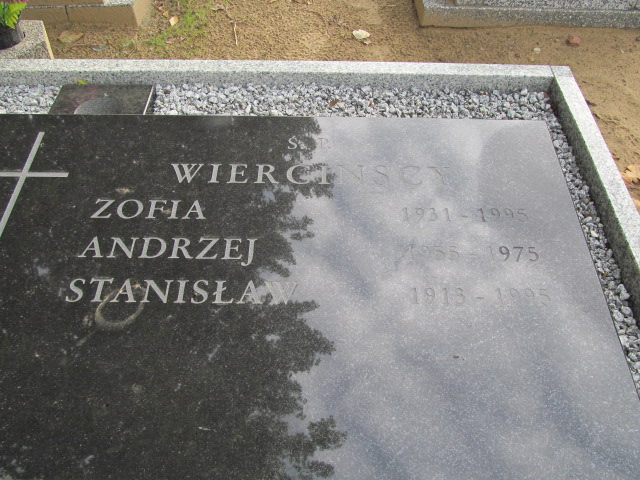 Ś. P.
WIERCIŃSCY
ZOFIA 1931 - 1995
ANDRZEJ 1955 - 1975
STANISŁAW 1913 - 1995